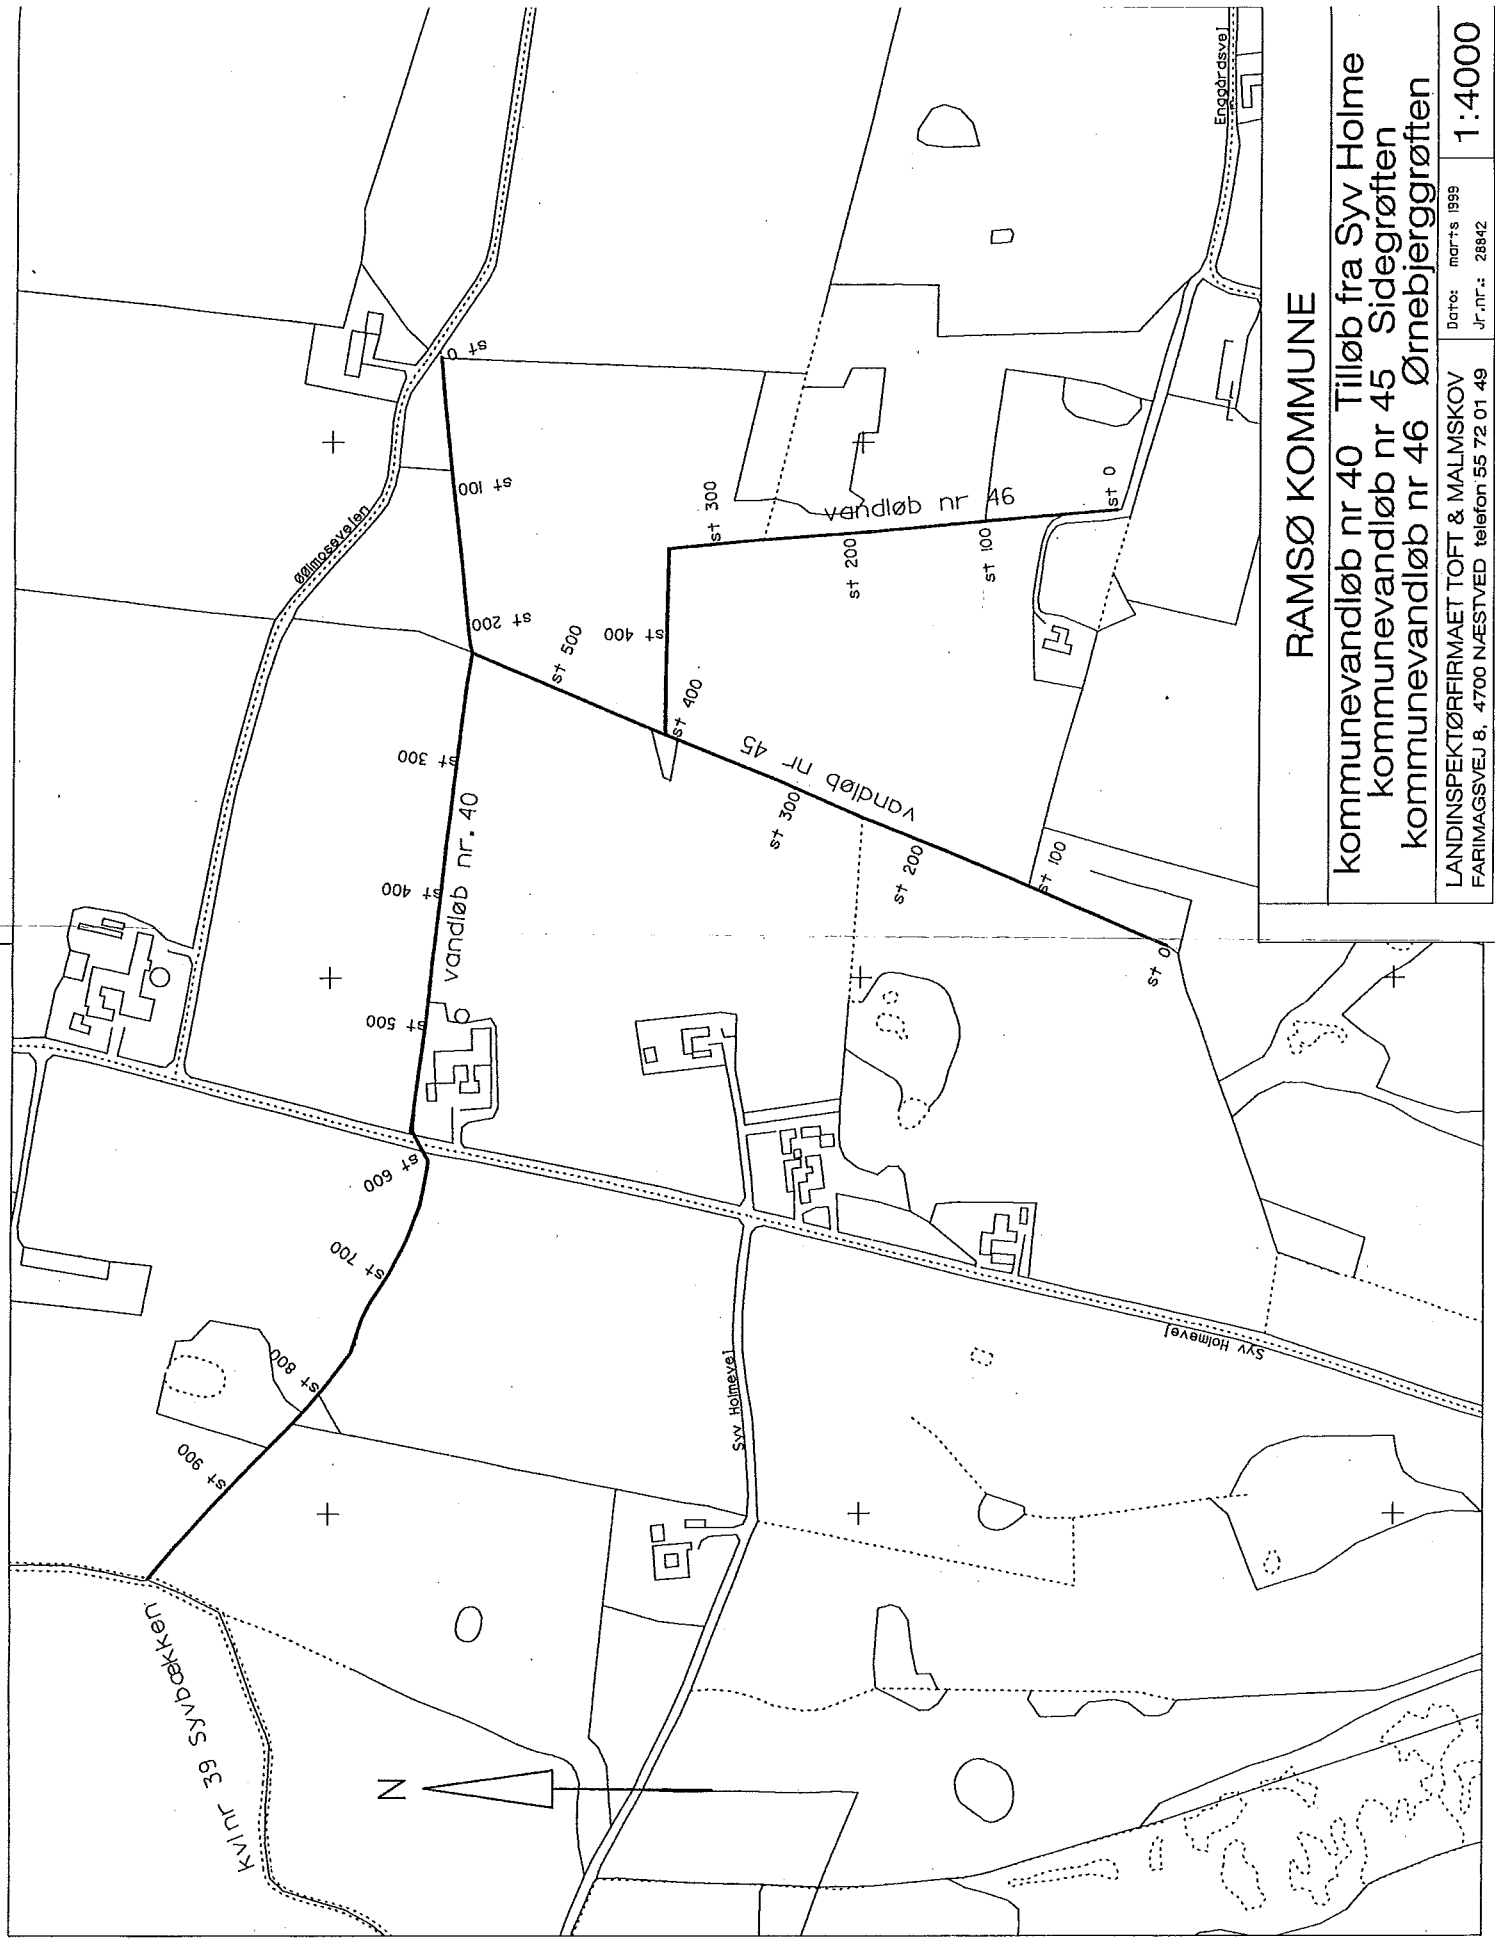 Enggårdsvej
Ølmosevejen
st 0
st 100
st 200
st 300
st 400
st 500
st 600
st 700
st 800
st 900
vandløb nr. 40
st 500
st 400
st 300
st 200
st 100
st 0
vandløb nr 45
st 400
st 300
st 200
st 100
st 0
vandløb nr 46
Syv Holmevej
Syv Holmevej
kvl nr 39 Syvbækken
N
RAMSØ KOMMUNE
kommunevandløb nr 40 Tilløb fra Syv Holme
kommunevandløb nr 45 Sidegrøften
kommunevandløb nr 46 Ørnebjerggrøften
LANDINSPEKTØRFIRMAET TOFT & MALMSKOV
FARIMAGSVEJ 8, 4700 NÆSTVED telefon 55 72 01 49
Dato: marts 1999
Jr.nr.: 28842
1:4000